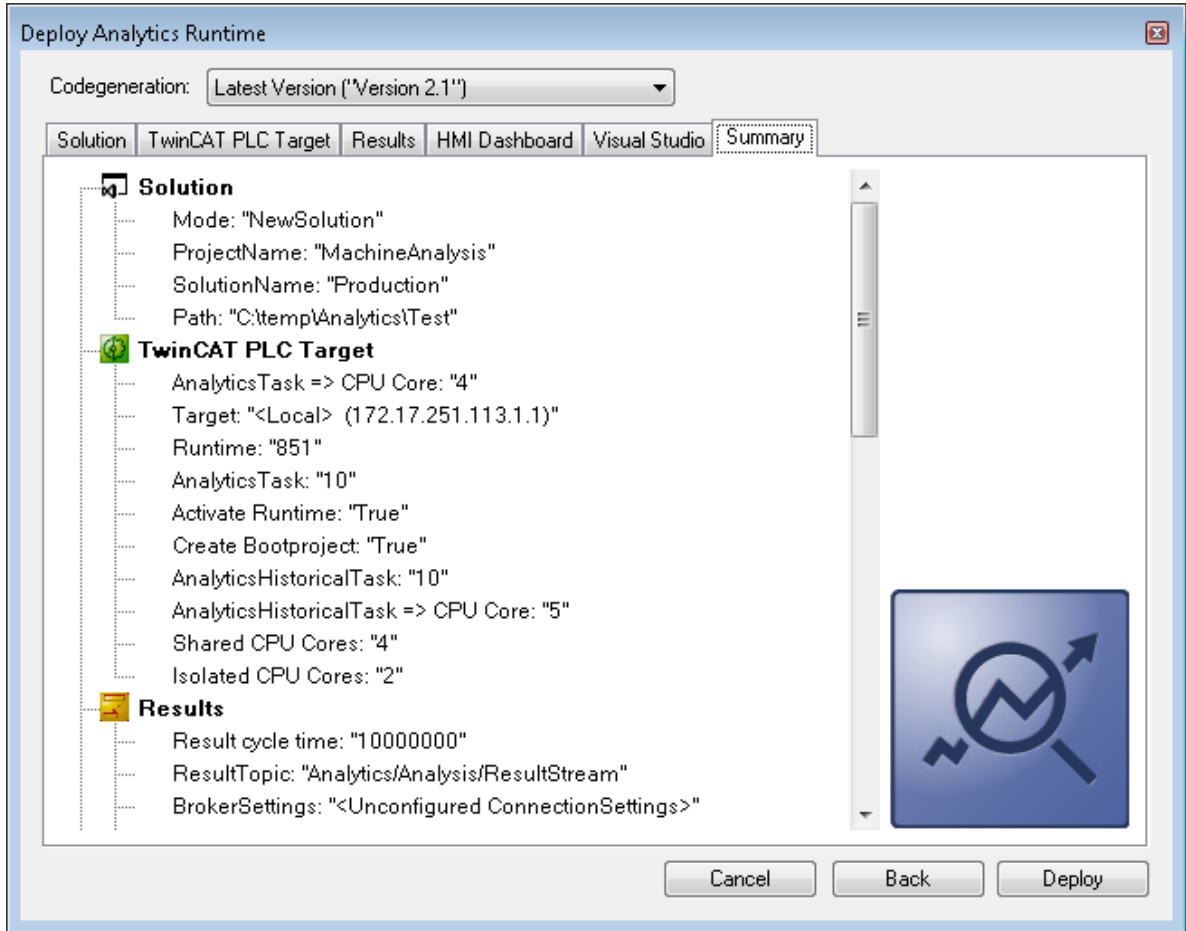 Deploy Analytics Runtime
Codegeneration: Latest Version ("Version 2.1")
Solution TwinCAT PLC Target Results HMI Dashboard Visual Studio Summary
Solution
Mode: "NewSolution"
ProjectName: "MachineAnalysis"
SolutionName: "Production"
Path: "C:\temp\Analytics\Test"
TwinCAT PLC Target
AnalyticsTask => CPU Core: "4"
Target: "<Local>  (172.17.251.113.1.1)"
Runtime: "851"
AnalyticsTask: "10"
Activate Runtime: "True"
Create Bootproject: "True"
AnalyticsHistoricalTask: "10"
AnalyticsHistoricalTask => CPU Core: "5"
Shared CPU Cores: "4"
Isolated CPU Cores: "2"
Results
Result cycle time: "10000000"
ResultTopic: "Analytics/Analysis/ResultStream"
BrokerSettings: "<Unconfigured ConnectionSettings>"
Cancel Back Deploy